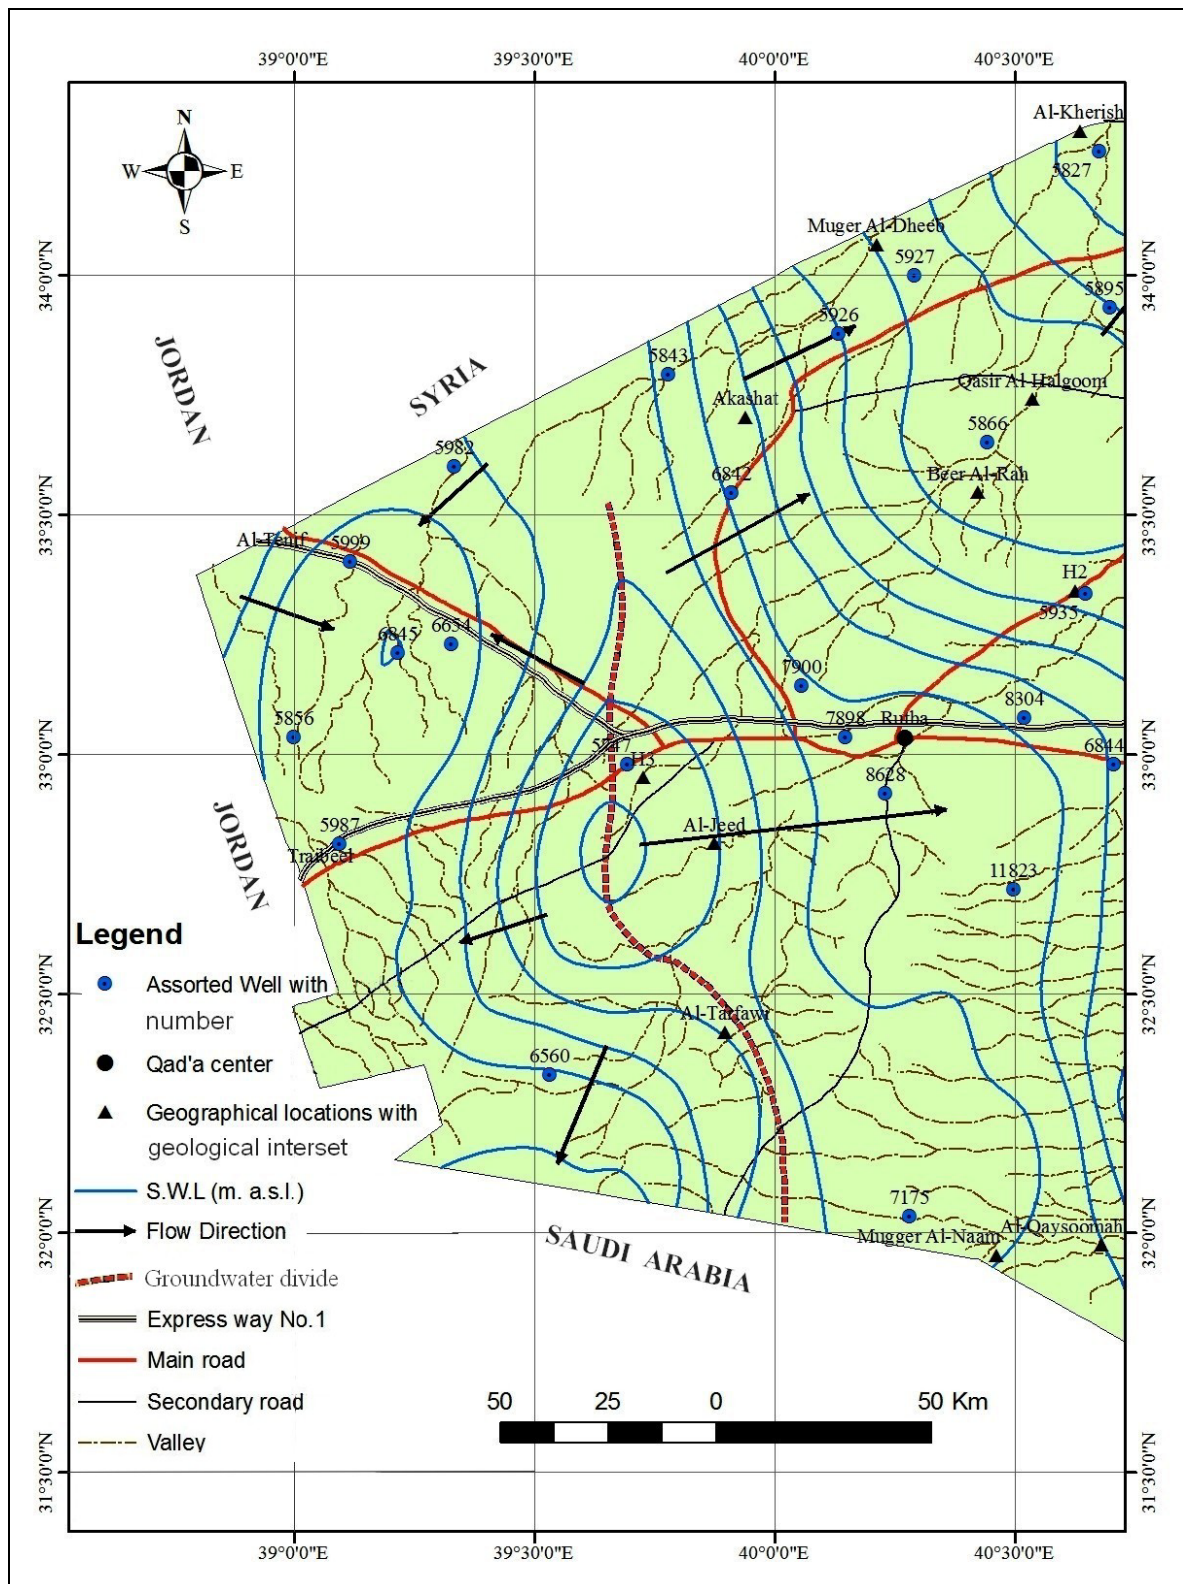 39°0'0"E 39°30'0"E 40°0'0"E 40°30'0"E
N
W E
S
Al-Kherish
5827
Muger Al-Dheeb
5927
34°0'0"N 34°0'0"N
5895
5926
JORDAN
SYRIA
5843
Akashat
Qasir Al Halgoom
5866
5982
6842
Beer Al-Rah
33°30'0"N 33°30'0"N
Al-Tenif 5999
H2
5935
6845 6654
7900
5856
8304
7898 Rutba
33°0'0"N 33°0'0"N
5847
H3
6844
8628
JORDAN
5987
Traibeel
Al-Jeed
11823
Legend
Assorted Well with
number
32°30'0"N 32°30'0"N
Al-Tarfawi
Qad'a center
6560
Geographical locations with
geological interset
S.W.L (m. a.s.l.)
7175
Flow Direction
32°0'0"N 32°0'0"N
Mugger Al-Naam
Al-Qaysoomah
SAUDI ARABIA
Groundwater divide
Express way No.1
Main road
Secondary road
50 25 0 50 Km
Valley
31°30'0"N 31°30'0"N
39°0'0"E 39°30'0"E 40°0'0"E 40°30'0"E